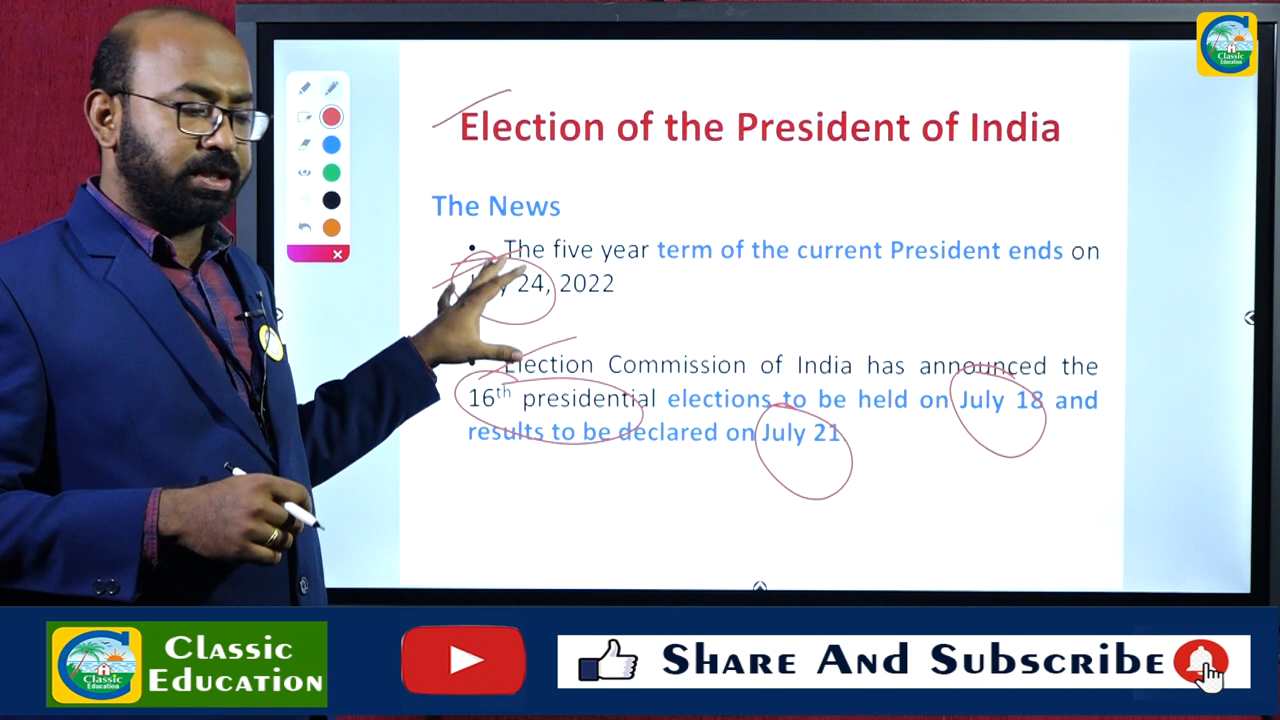 Classic
Education
Election of the President of India
The News
• The five year term of the current President ends on
24, 2022
• Election Commission of India has announced the
16th presidential elections to be held on July 18 and
results to be declared on July 21
Classic
Education
CLASSIC
EDUCATION
SHARE AND SUBSCRIBE